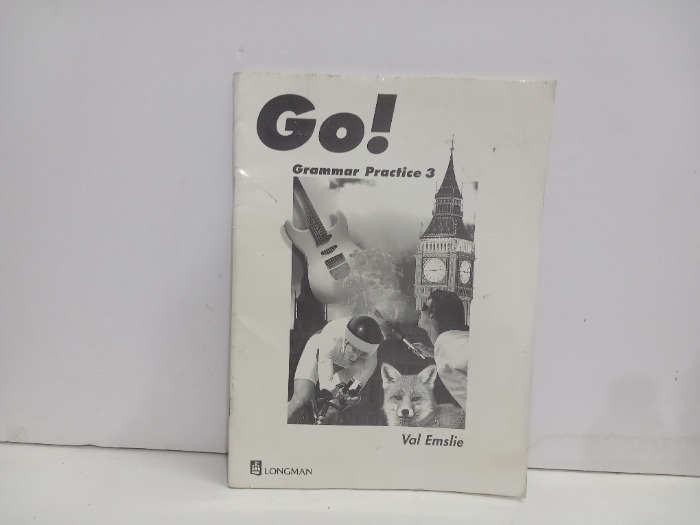 Go!
Grammar Practice 3
Val Emslie
LONGMAN